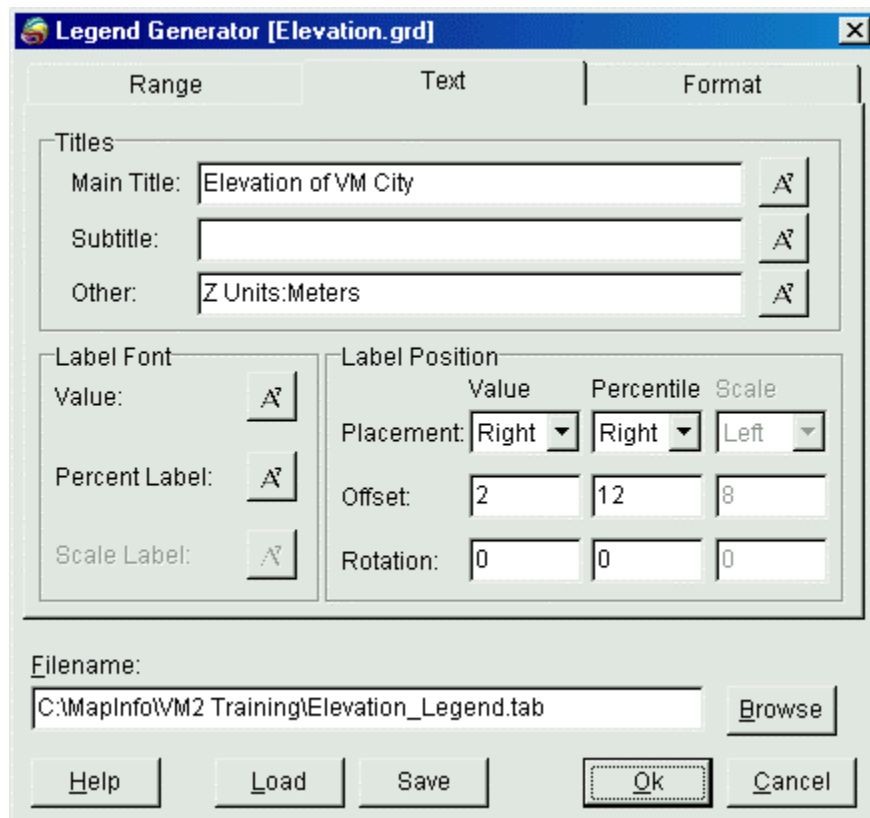 Legend Generator [Elevation.grd]
Range Text Format
Titles
Main Title: Elevation of VM City
Subtitle:
Other: Z Units:Meters
Label Font
Value:
Percent Label:
Scale Label:
Label Position
Value Percentile Scale
Placement: Right Right Left
Offset: 2 12 8
Rotation: 0 0 0
Filename:
C:\MapInfo\VM2 Training\Elevation_Legend.tab Browse
Help Load Save Ok Cancel